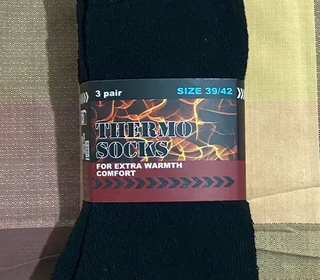 3 pair SIZE 39/42
THERMO
SOCKS
FOR EXTRA WARMTH
COMFORT